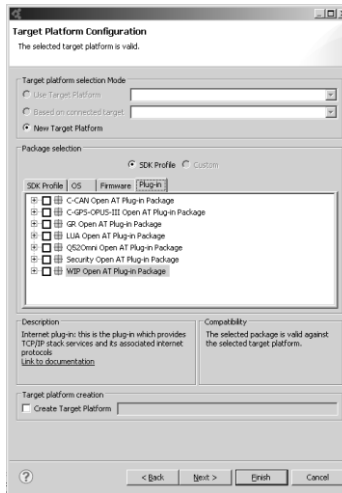 Target Platform Configuration
The selected target platform is valid.
Target platform selection Mode
Use Target Platform
Based on connected target
New Target Platform
Package selection
SDK Profile Custom
SDK Profile OS Firmware Plug-in
C-CAN Open AT Plug-in Package
C-GPS-OPUS-III Open AT Plug-in Package
GR Open AT Plug-in Package
LUA Open AT Plug-in Package
Q52Omni Open AT Plug-in Package
Security Open AT Plug-in Package
WIP Open AT Plug-in Package
Description
Internet plug-in: this is the plug-in which provides
TCP/IP stack services and its associated internet
protocols
Link to documentation
Compatibility
The selected package is valid against
the selected target platform.
Target platform creation
Create Target Platform
< Back Next > Finish Cancel